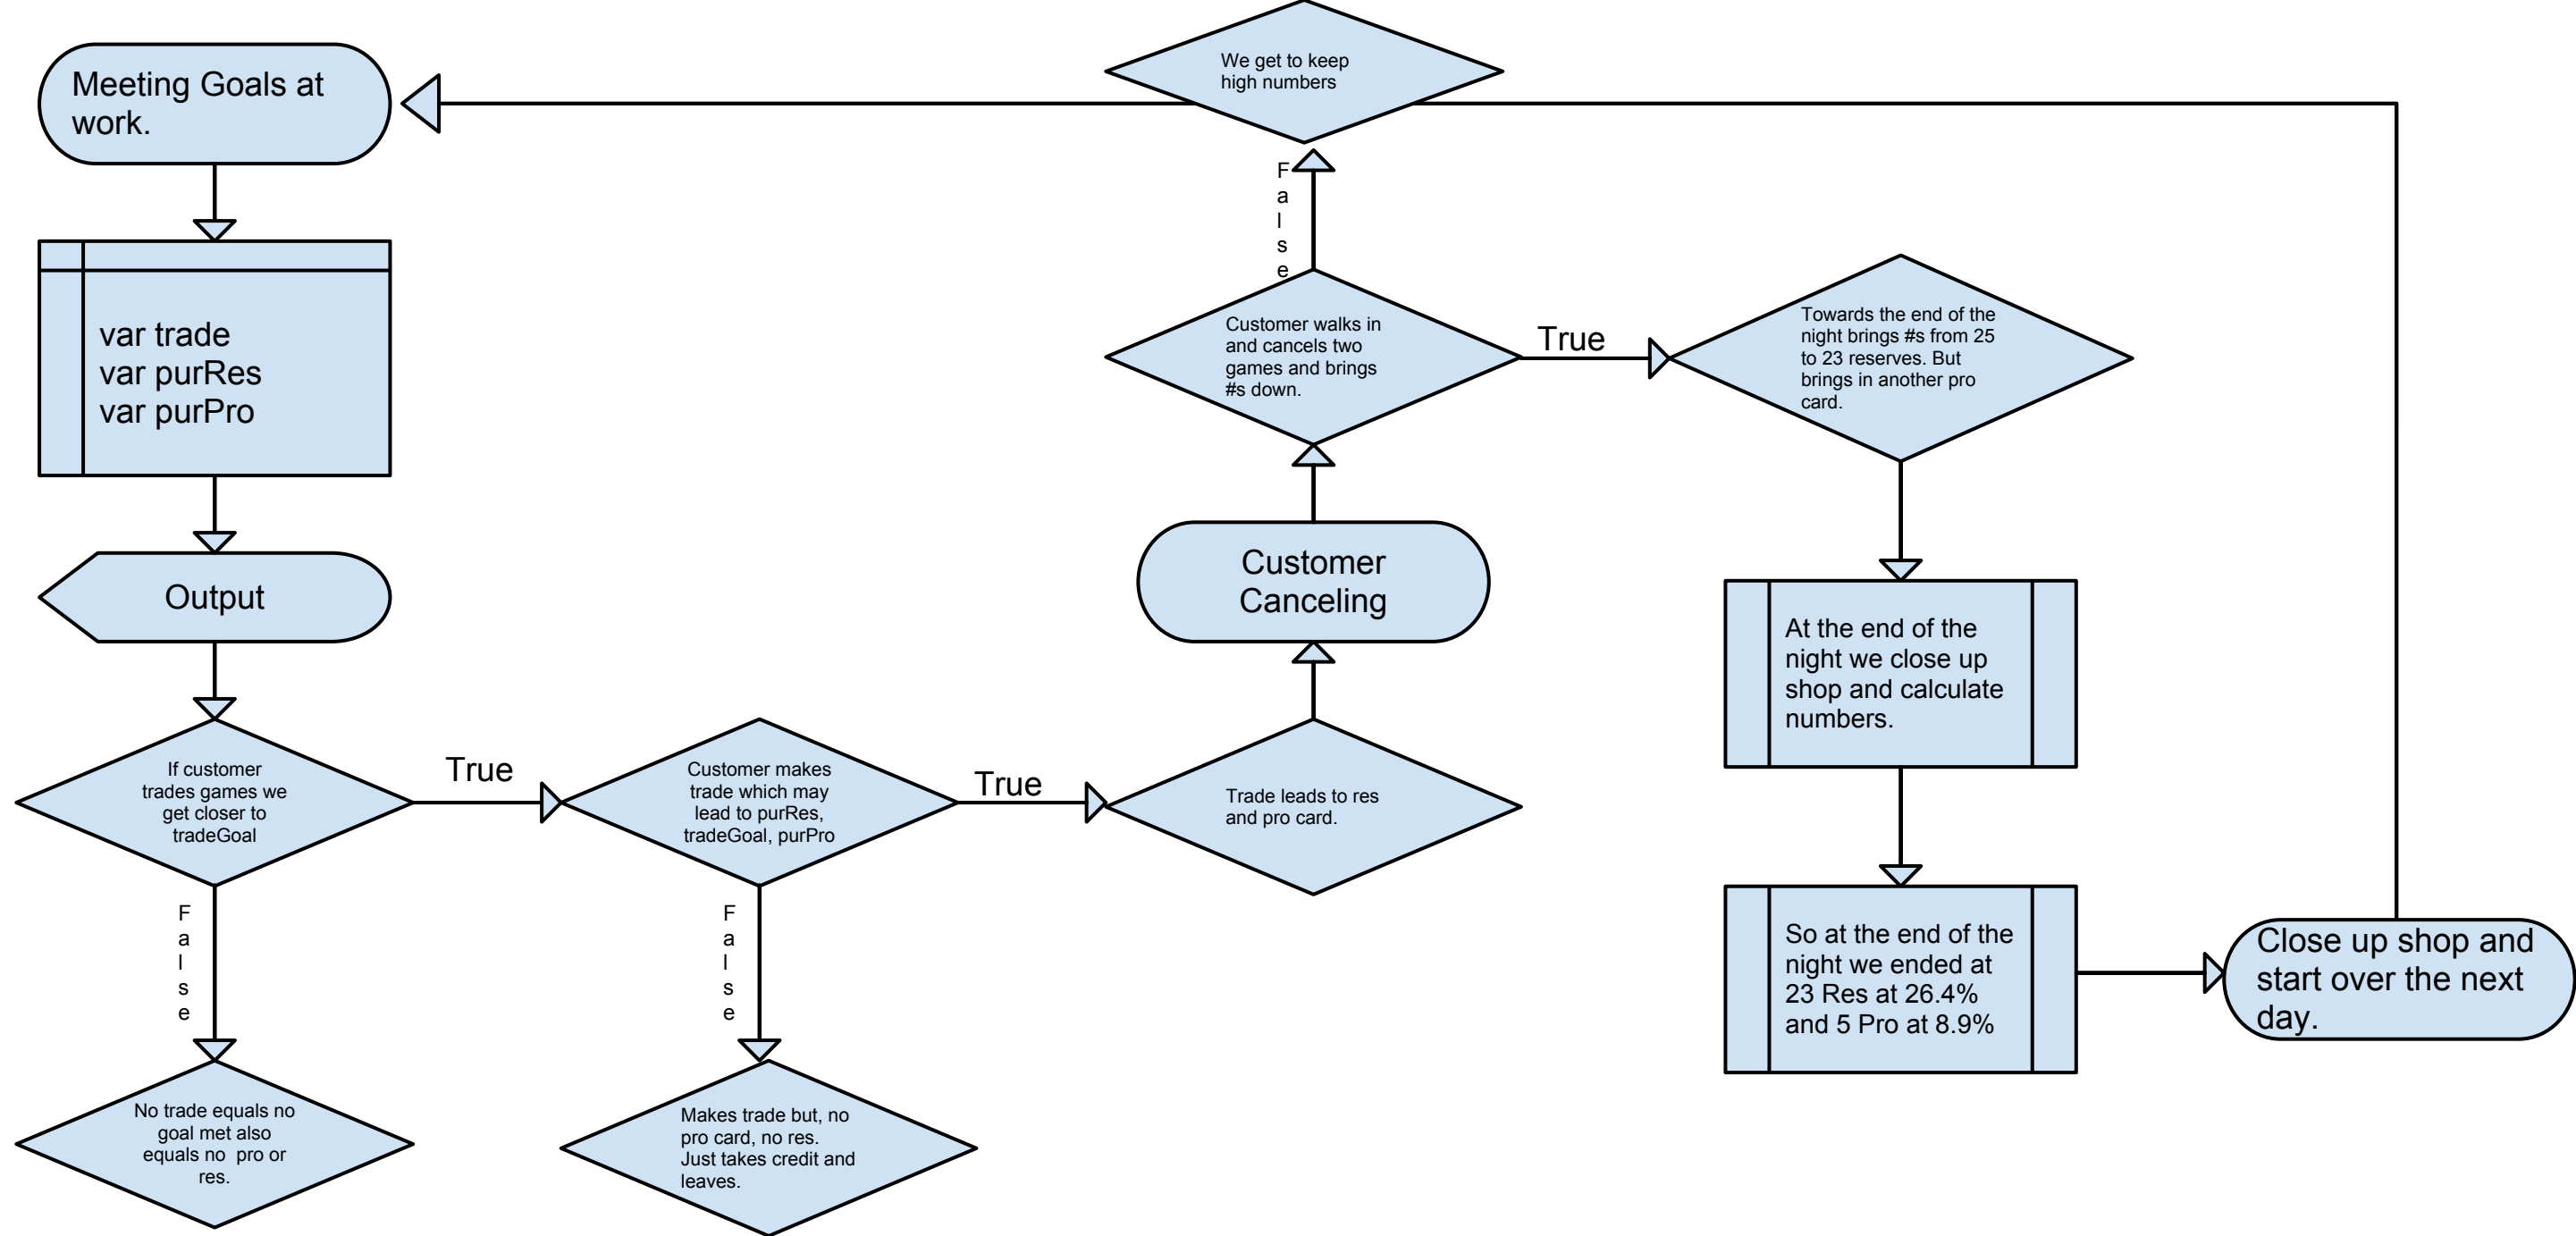 Meeting Goals at
work.
var trade
var purRes
var purPro
Output
If customer
trades games we
get closer to
tradeGoal
True
False
No trade equals no
goal met also
equals no  pro or
res.
Customer makes
trade which may
lead to purRes,
tradeGoal, purPro
True
False
Makes trade but, no
pro card, no res.
Just takes credit and
leaves.
Trade leads to res
and pro card.
Customer
Canceling
Customer walks in
and cancels two
games and brings
#s down.
False
We get to keep
high numbers
True
Towards the end of the
night brings #s from 25
to 23 reserves. But
brings in another pro
card.
At the end of the
night we close up
shop and calculate
numbers.
So at the end of the
night we ended at
23 Res at 26.4%
and 5 Pro at 8.9%
Close up shop and
start over the next
day.